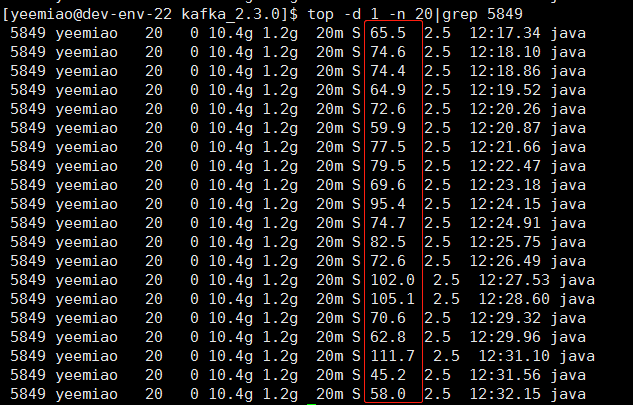 [yeemiao@dev-env-22 kafka_2.3.0]$ top -d 1 -n 20|grep 5849
5849 yeemiao 20 0 10.4g 1.2g 20m S 65.5 2.5 12:17.34 java
5849 yeemiao 20 0 10.4g 1.2g 20m S 74.6 2.5 12:18.10 java
5849 yeemiao 20 0 10.4g 1.2g 20m S 74.4 2.5 12:18.86 java
5849 yeemiao 20 0 10.4g 1.2g 20m S 64.9 2.5 12:19.52 java
5849 yeemiao 20 0 10.4g 1.2g 20m S 72.6 2.5 12:20.26 java
5849 yeemiao 20 0 10.4g 1.2g 20m S 59.9 2.5 12:20.87 java
5849 yeemiao 20 0 10.4g 1.2g 20m S 77.5 2.5 12:21.66 java
5849 yeemiao 20 0 10.4g 1.2g 20m S 79.5 2.5 12:22.47 java
5849 yeemiao 20 0 10.4g 1.2g 20m S 69.6 2.5 12:23.18 java
5849 yeemiao 20 0 10.4g 1.2g 20m S 95.4 2.5 12:24.15 java
5849 yeemiao 20 0 10.4g 1.2g 20m S 74.7 2.5 12:24.91 java
5849 yeemiao 20 0 10.4g 1.2g 20m S 82.5 2.5 12:25.75 java
5849 yeemiao 20 0 10.4g 1.2g 20m S 72.6 2.5 12:26.49 java
5849 yeemiao 20 0 10.4g 1.2g 20m S 102.0 2.5 12:27.53 java
5849 yeemiao 20 0 10.4g 1.2g 20m S 105.1 2.5 12:28.60 java
5849 yeemiao 20 0 10.4g 1.2g 20m S 70.6 2.5 12:29.32 java
5849 yeemiao 20 0 10.4g 1.2g 20m S 62.8 2.5 12:29.96 java
5849 yeemiao 20 0 10.4g 1.2g 20m S 111.7 2.5 12:31.10 java
5849 yeemiao 20 0 10.4g 1.2g 20m S 45.2 2.5 12:31.56 java
5849 yeemiao 20 0 10.4g 1.2g 20m S 58.0 2.5 12:32.15 java